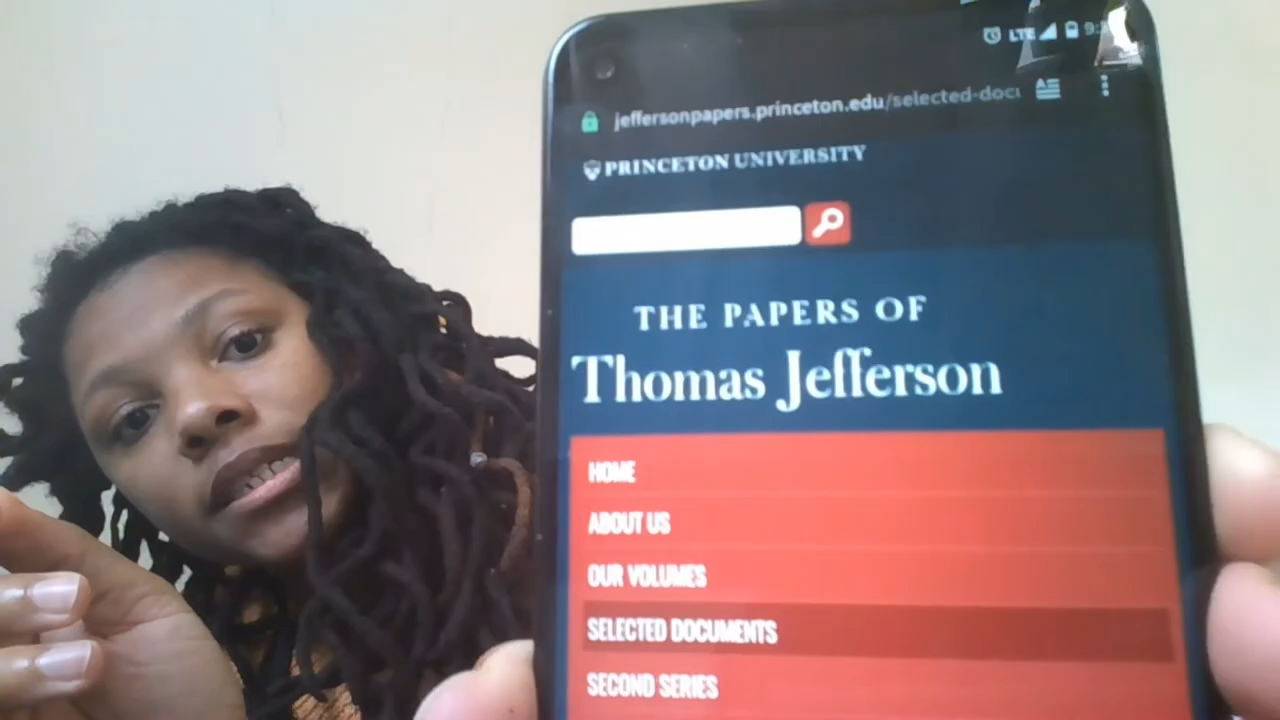 LTE
jeffersonpapers.princeton.edu/selected-docu
PRINCETON UNIVERSITY
THE PAPERS OF
Thomas Jefferson
HOME
ABOUT US
OUR VOLUMES
SELECTED DOCUMENTS
SECOND SERIES